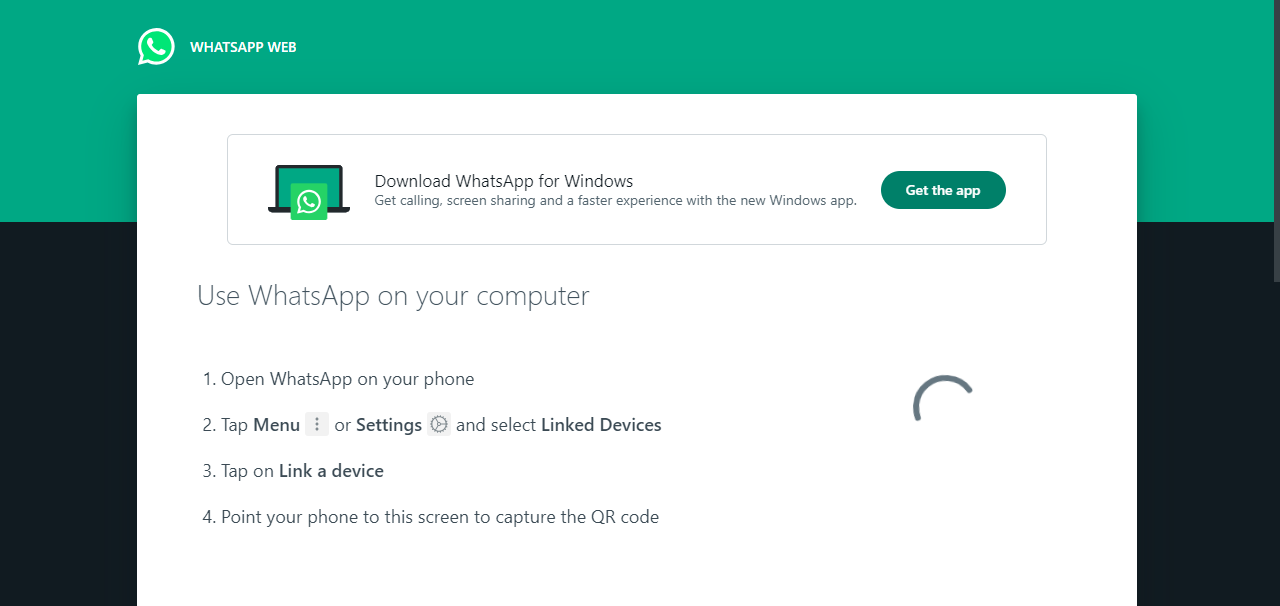 WHATSAPP WEB
Download WhatsApp for Windows
Get calling, screen sharing and a faster experience with the new Windows app.
Get the app
Use WhatsApp on your computer
1. Open WhatsApp on your phone
2. Tap Menu or Settings and select Linked Devices
3. Tap on Link a device
4. Point your phone to this screen to capture the QR code